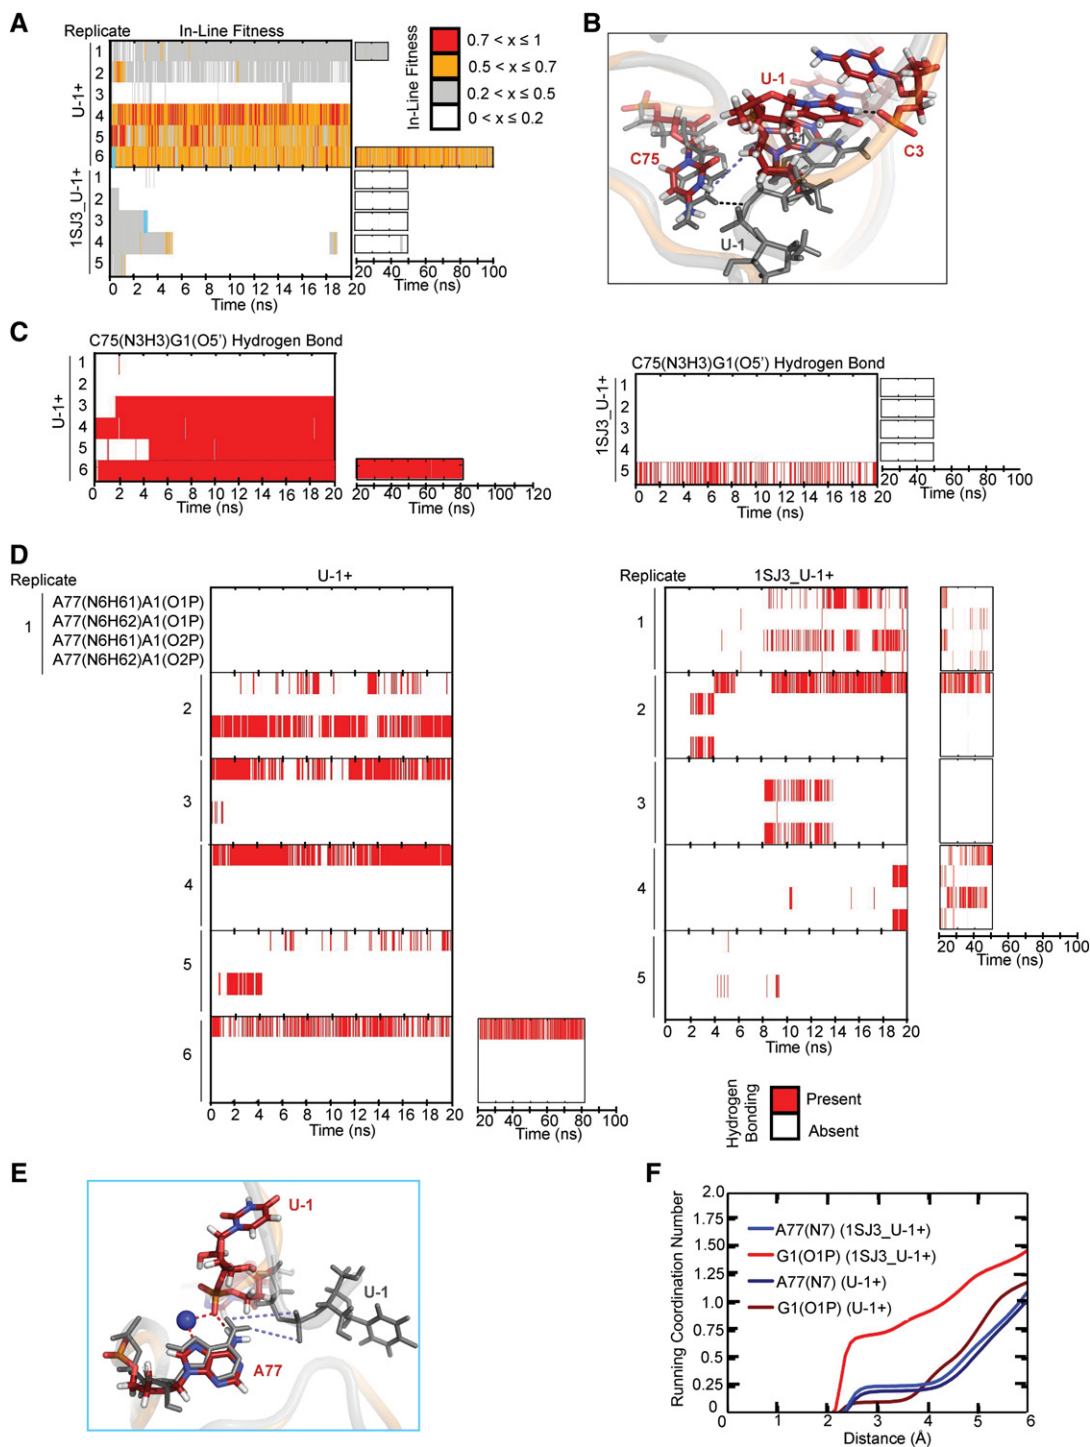 A
Replicate
In-Line Fitness
1
2
3
4
5
6
U-1+
1
2
3
4
5
1SJ3_U-1+
0 2 4 6 8 10 12 14 16 18 20
Time (ns)
20 40 60 80 100
Time (ns)
In-Line Fitness
0.7 < x ≤ 1
0.5 < x ≤ 0.7
0.2 < x ≤ 0.5
0 < x ≤ 0.2
B
U-1
G1
C75
C3
U-1
C
C75(N3H3)G1(O5') Hydrogen Bond
U-1+
1
2
3
4
5
6
0 2 4 6 8 10 12 14 16 18 20
Time (ns)
20 40 60 80 100 120
Time (ns)
C75(N3H3)G1(O5') Hydrogen Bond
1SJ3_U-1+
1
2
3
4
5
0 2 4 6 8 10 12 14 16 18 20
Time (ns)
20 40 60 80 100
Time (ns)
D
Replicate
U-1+
1
A77(N6H61)A1(O1P)
A77(N6H62)A1(O1P)
A77(N6H61)A1(O2P)
A77(N6H62)A1(O2P)
2
3
4
5
6
0 2 4 6 8 10 12 14 16 18 20
Time (ns)
20 40 60 80 100
Time (ns)
Replicate
1SJ3_U-1+
1
2
3
4
5
0 2 4 6 8 10 12 14 16 18 20
Time (ns)
20 40 60 80 100
Time (ns)
Hydrogen Bonding
Present
Absent
E
U-1
U-1
A77
F
Running Coordination Number
2.0
1.75
1.50
1.25
1.0
0.75
0.5
0.25
0
A77(N7) (1SJ3_U-1+)
G1(O1P) (1SJ3_U-1+)
A77(N7) (U-1+)
G1(O1P) (U-1+)
0 1 2 3 4 5 6
Distance (Å)